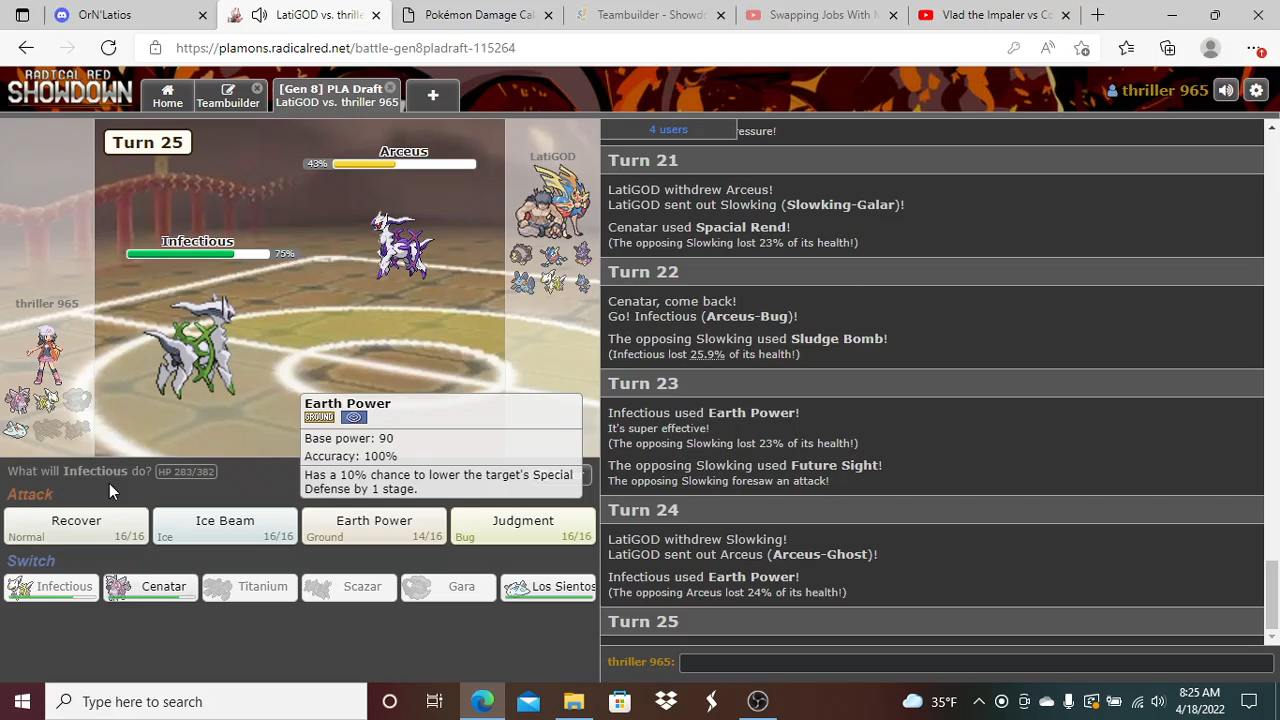 OrN'Latios
LatiGOD vs. thrille
Pokémon Damage Cal
Teambuilder - Showdo
Swapping Jobs With M
Vlad the Impaler vs Co
https://plamons.radicalred.net/battle-gen8pladraft-115264
RADICAL RED
SHOWDOWN
Home
Teambuilder
[Gen 8] PLA Draft
LatiGOD vs. thriller 965
thriller 965
Turn 25
Arceus
43%
LatiGOD
Infectious
75%
thriller 965
Earth Power
GROUND
Base power: 90
Accuracy: 100%
Has a 10% chance to lower the target's Special
Defense by 1 stage.
What will Infectious do? HP 283/382
Attack
Recover
Normal 16/16
Ice Beam
Ice 16/16
Earth Power
Ground 14/16
Judgment
Bug 16/16
Switch
Infectious
Cenatar
Titanium
Scazar
Gara
Los Sientos
4 users
ressure!
Turn 21
LatiGOD withdrew Arceus!
LatiGOD sent out Slowking (Slowking-Galar)!
Cenatar used Spacial Rend!
(The opposing Slowking lost 23% of its health!)
Turn 22
Cenatar, come back!
Go! Infectious (Arceus-Bug)!
The opposing Slowking used Sludge Bomb!
(Infectious lost 25.9% of its health!)
Turn 23
Infectious used Earth Power!
It's super effective!
(The opposing Slowking lost 23% of its health!)
The opposing Slowking used Future Sight!
The opposing Slowking foresaw an attack!
Turn 24
LatiGOD withdrew Slowking!
LatiGOD sent out Arceus (Arceus-Ghost)!
Infectious used Earth Power!
(The opposing Arceus lost 24% of its health!)
Turn 25
thriller 965:
Type here to search
35°F
8:25 AM
4/18/2022